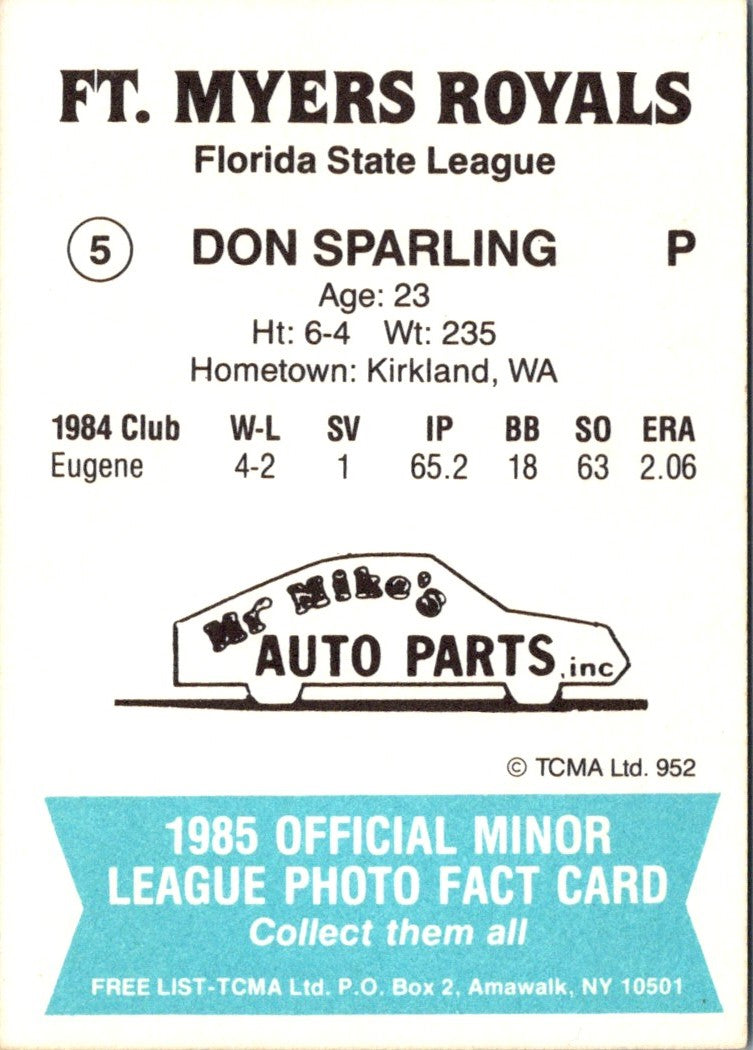 FT. MYERS ROYALS
Florida State League
5 DON SPARLING P
Age: 23
Ht: 6-4 Wt: 235
Hometown: Kirkland, WA
1984 Club W-L SV IP BB SO ERA
Eugene 4-2 1 65.2 18 63 2.06
Mr Mike's
AUTO PARTS, inc
© TCMA Ltd. 952
1985 OFFICIAL MINOR
LEAGUE PHOTO FACT CARD
Collect them all
FREE LIST-TCMA Ltd. P.O. Box 2, Amawalk, NY 10501